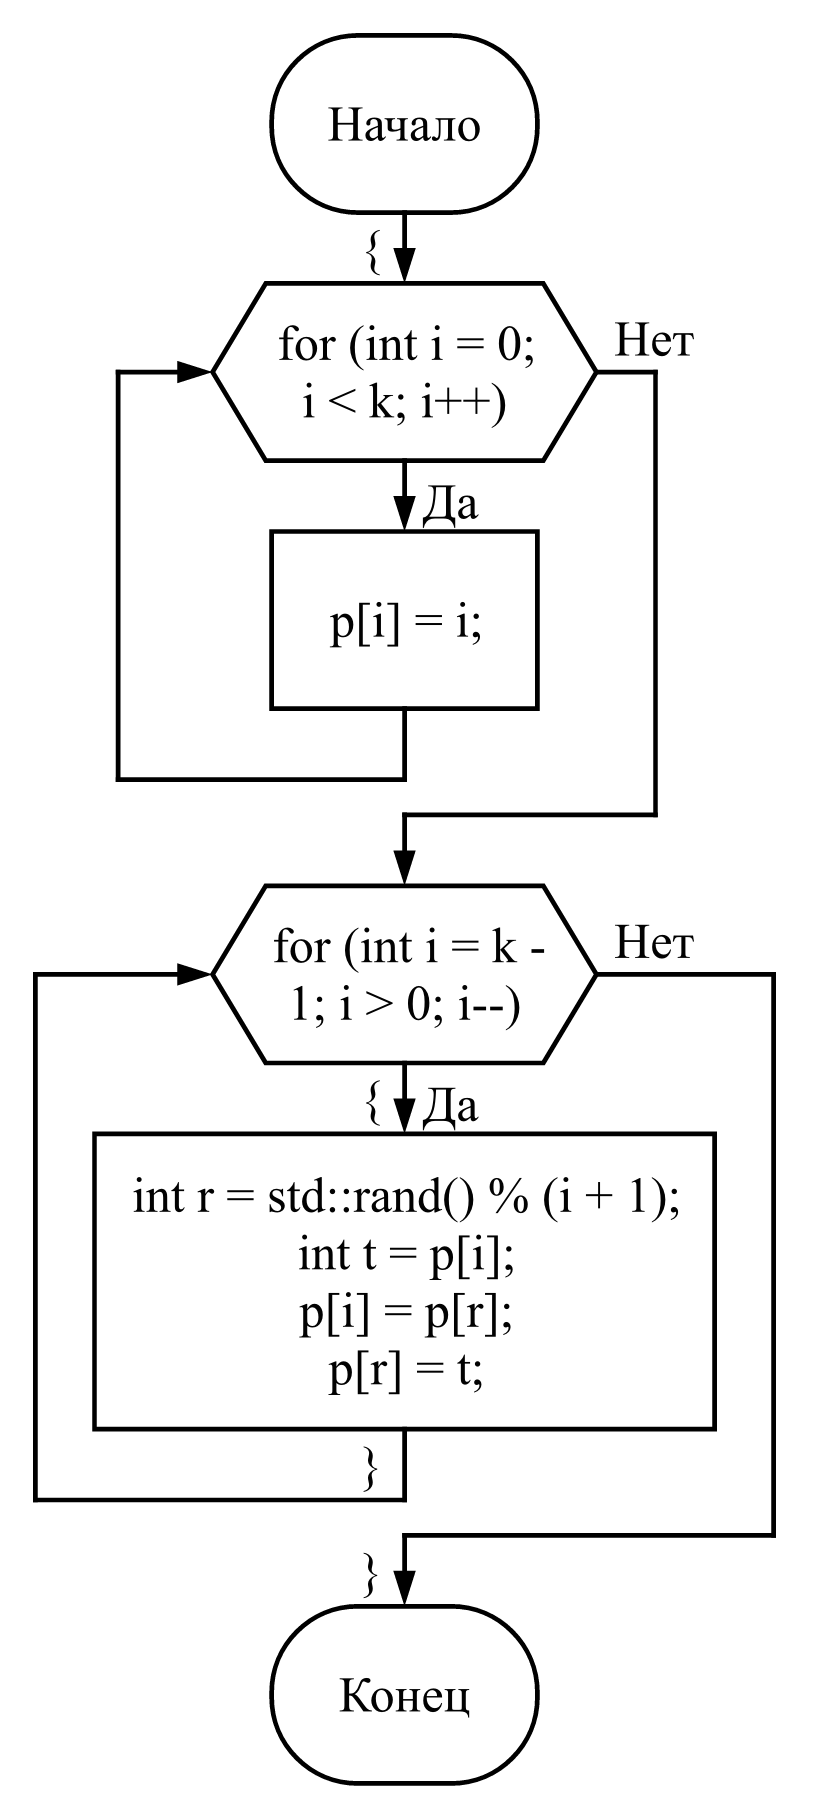 Начало
{
for (int i = 0;
i < k; i++)
Нет
Да
p[i] = i;
for (int i = k -
1; i > 0; i--)
Нет
{
Да
int r = std::rand() % (i + 1);
int t = p[i];
p[i] = p[r];
p[r] = t;
}
}
Конец